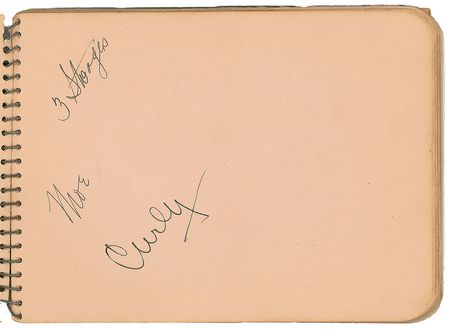 3 Stooges
Moe
Curly